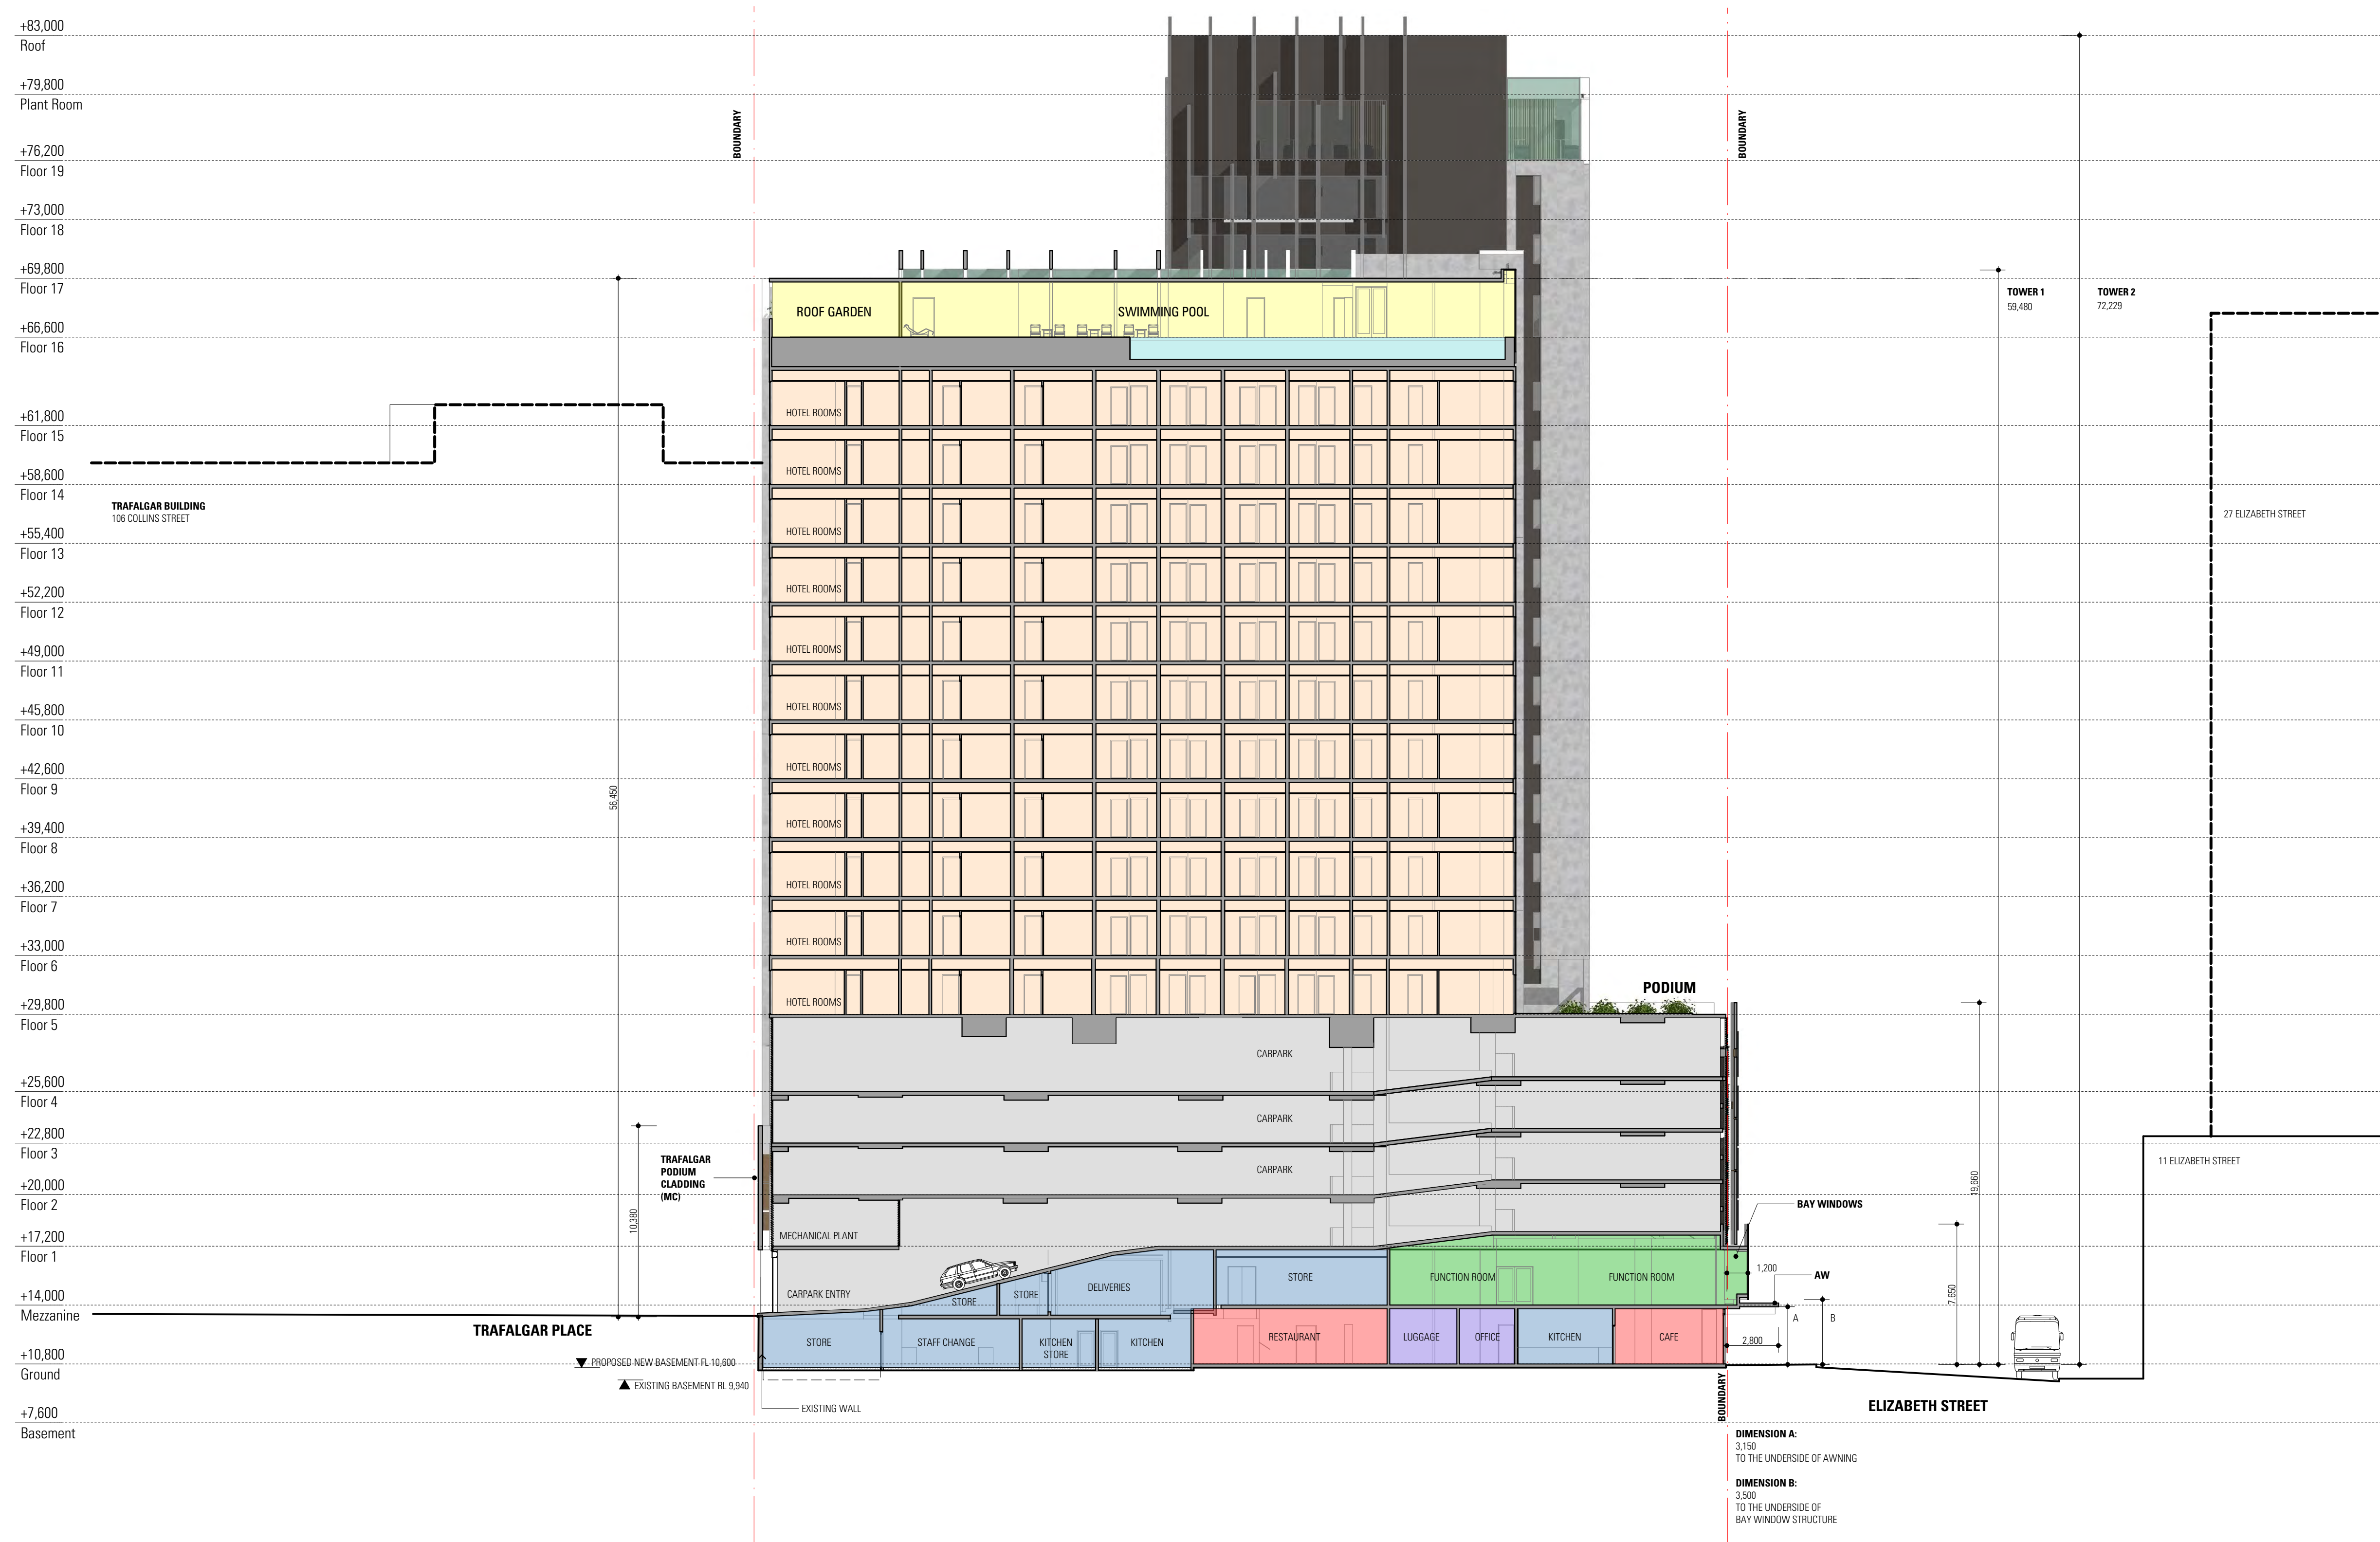 +83,000
Roof
+79,800
Plant Room
BOUNDARY
BOUNDARY
+76,200
Floor 19
+73,000
Floor 18
+69,800
Floor 17
TOWER 1
59,480
TOWER 2
72,229
ROOF GARDEN
SWIMMING POOL
+66,600
Floor 16
+61,800
Floor 15
HOTEL ROOMS
+58,600
Floor 14
HOTEL ROOMS
TRAFALGAR BUILDING
106 COLLINS STREET
27 ELIZABETH STREET
+55,400
Floor 13
HOTEL ROOMS
+52,200
Floor 12
HOTEL ROOMS
+49,000
Floor 11
HOTEL ROOMS
+45,800
Floor 10
HOTEL ROOMS
+42,600
Floor 9
HOTEL ROOMS
56,450
+39,400
Floor 8
HOTEL ROOMS
+36,200
Floor 7
HOTEL ROOMS
+33,000
Floor 6
HOTEL ROOMS
+29,800
Floor 5
HOTEL ROOMS
PODIUM
CARPARK
+25,600
Floor 4
CARPARK
+22,800
Floor 3
CARPARK
TRAFALGAR
PODIUM
CLADDING
(MC)
11 ELIZABETH STREET
+20,000
Floor 2
10,380
19,660
BAY WINDOWS
MECHANICAL PLANT
+17,200
Floor 1
1,200
AW
7,650
CARPARK ENTRY
STORE
STORE
DELIVERIES
STORE
FUNCTION ROOM
FUNCTION ROOM
+14,000
Mezzanine
A
B
TRAFALGAR PLACE
STORE
STAFF CHANGE
KITCHEN
STORE
KITCHEN
RESTAURANT
LUGGAGE
OFFICE
KITCHEN
CAFE
2,800
+10,800
Ground
PROPOSED NEW BASEMENT FL 10,600
EXISTING BASEMENT RL 9,940
EXISTING WALL
BOUNDARY
ELIZABETH STREET
+7,600
Basement
DIMENSION A:
3,150
TO THE UNDERSIDE OF AWNING
DIMENSION B:
3,500
TO THE UNDERSIDE OF
BAY WINDOW STRUCTURE